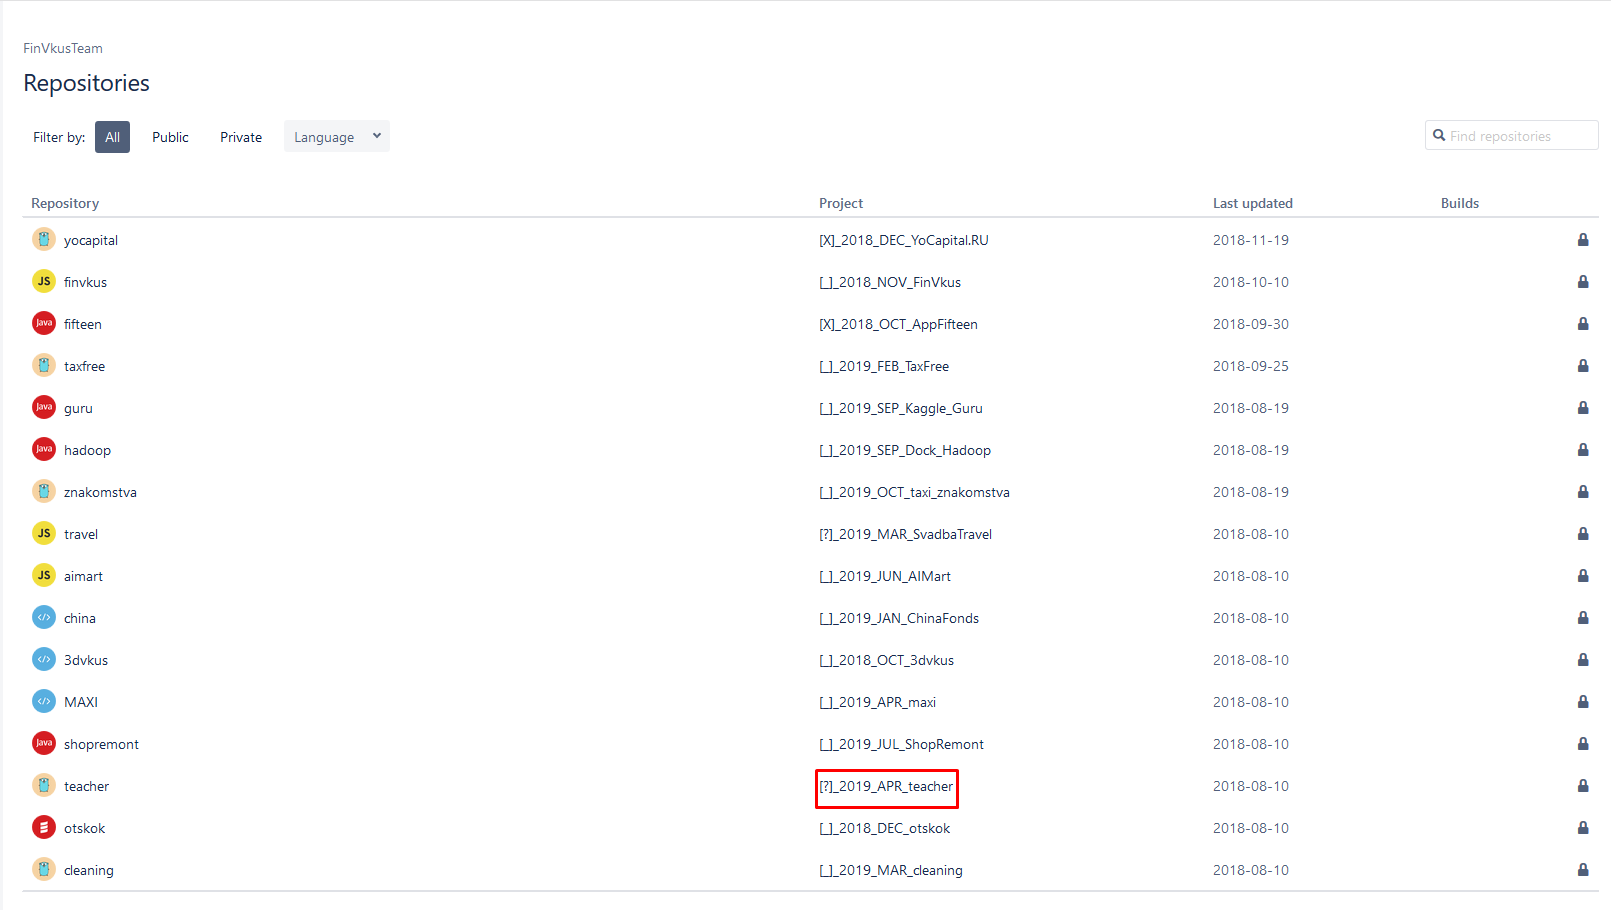 FinVkusTeam
Repositories
Filter by: All Public Private Language Find repositories
Repository Project Last updated Builds
yocapital [X]_2018_DEC_YoCapital.RU 2018-11-19
JS finvkus [_]_2018_NOV_FinVkus 2018-10-10
Java fifteen [X]_2018_OCT_AppFifteen 2018-09-30
taxfree [_]_2019_FEB_TaxFree 2018-09-25
Java guru [_]_2019_SEP_Kaggle_Guru 2018-08-19
Java hadoop [_]_2019_SEP_Dock_Hadoop 2018-08-19
znakomstva [_]_2019_OCT_taxi_znakomstva 2018-08-19
JS travel [?]_2019_MAR_SvadbaTravel 2018-08-10
JS aimart [_]_2019_JUN_AIMart 2018-08-10
</> china [_]_2019_JAN_ChinaFonds 2018-08-10
</> 3dvkus [_]_2018_OCT_3dvkus 2018-08-10
</> MAXI [_]_2019_APR_maxi 2018-08-10
Java shopremont [_]_2019_JUL_ShopRemont 2018-08-10
teacher [?]_2019_APR_teacher 2018-08-10
otskok [_]_2018_DEC_otskok 2018-08-10
cleaning [_]_2019_MAR_cleaning 2018-08-10